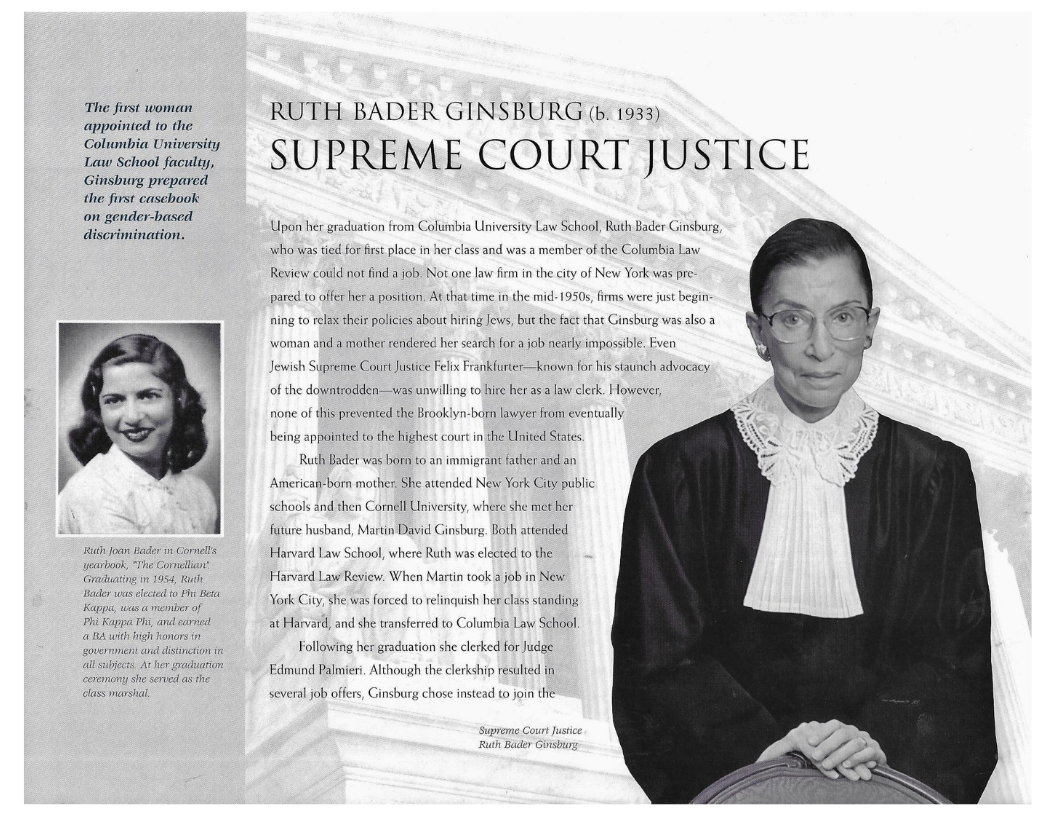 The first woman
appointed to the
Columbia University
Law School faculty,
Ginsburg prepared
the first casebook
on gender-based
discrimination.
Ruth Joan Bader in Cornell's
yearbook, "The Cornellian".
Graduating in 1954, Ruth
Bader was elected to Phi Beta
Kappa, was a member of
Phi Kappa Phi, and earned
a BA with high honors in
government and distinction in
all subjects. At her graduation
ceremony she served as the
class marshal.
RUTH BADER GINSBURG (b. 1933)
SUPREME COURT JUSTICE
Upon her graduation from Columbia University Law School, Ruth Bader Ginsburg,
who was tied for first place in her class and was a member of the Columbia Law
Review could not find a job. Not one law firm in the city of New York was pre-
pared to offer her a position. At that time in the mid-1950s, firms were just begin-
ning to relax their policies about hiring Jews, but the fact that Ginsburg was also a
woman and a mother rendered her search for a job nearly impossible. Even
Jewish Supreme Court Justice Felix Frankfurter—known for his staunch advocacy
of the downtrodden—was unwilling to hire her as a law clerk. However,
none of this prevented the Brooklyn-born lawyer from eventually
being appointed to the highest court in the United States.
Ruth Bader was born to an immigrant father and an
American-born mother. She attended New York City public
schools and then Cornell University, where she met her
future husband, Martin David Ginsburg. Both attended
Harvard Law School, where Ruth was elected to the
Harvard Law Review. When Martin took a job in New
York City, she was forced to relinquish her class standing
at Harvard, and she transferred to Columbia Law School.
Following her graduation she clerked for Judge
Edmund Palmieri. Although the clerkship resulted in
several job offers, Ginsburg chose instead to join the
Supreme Court Justice
Ruth Bader Ginsburg